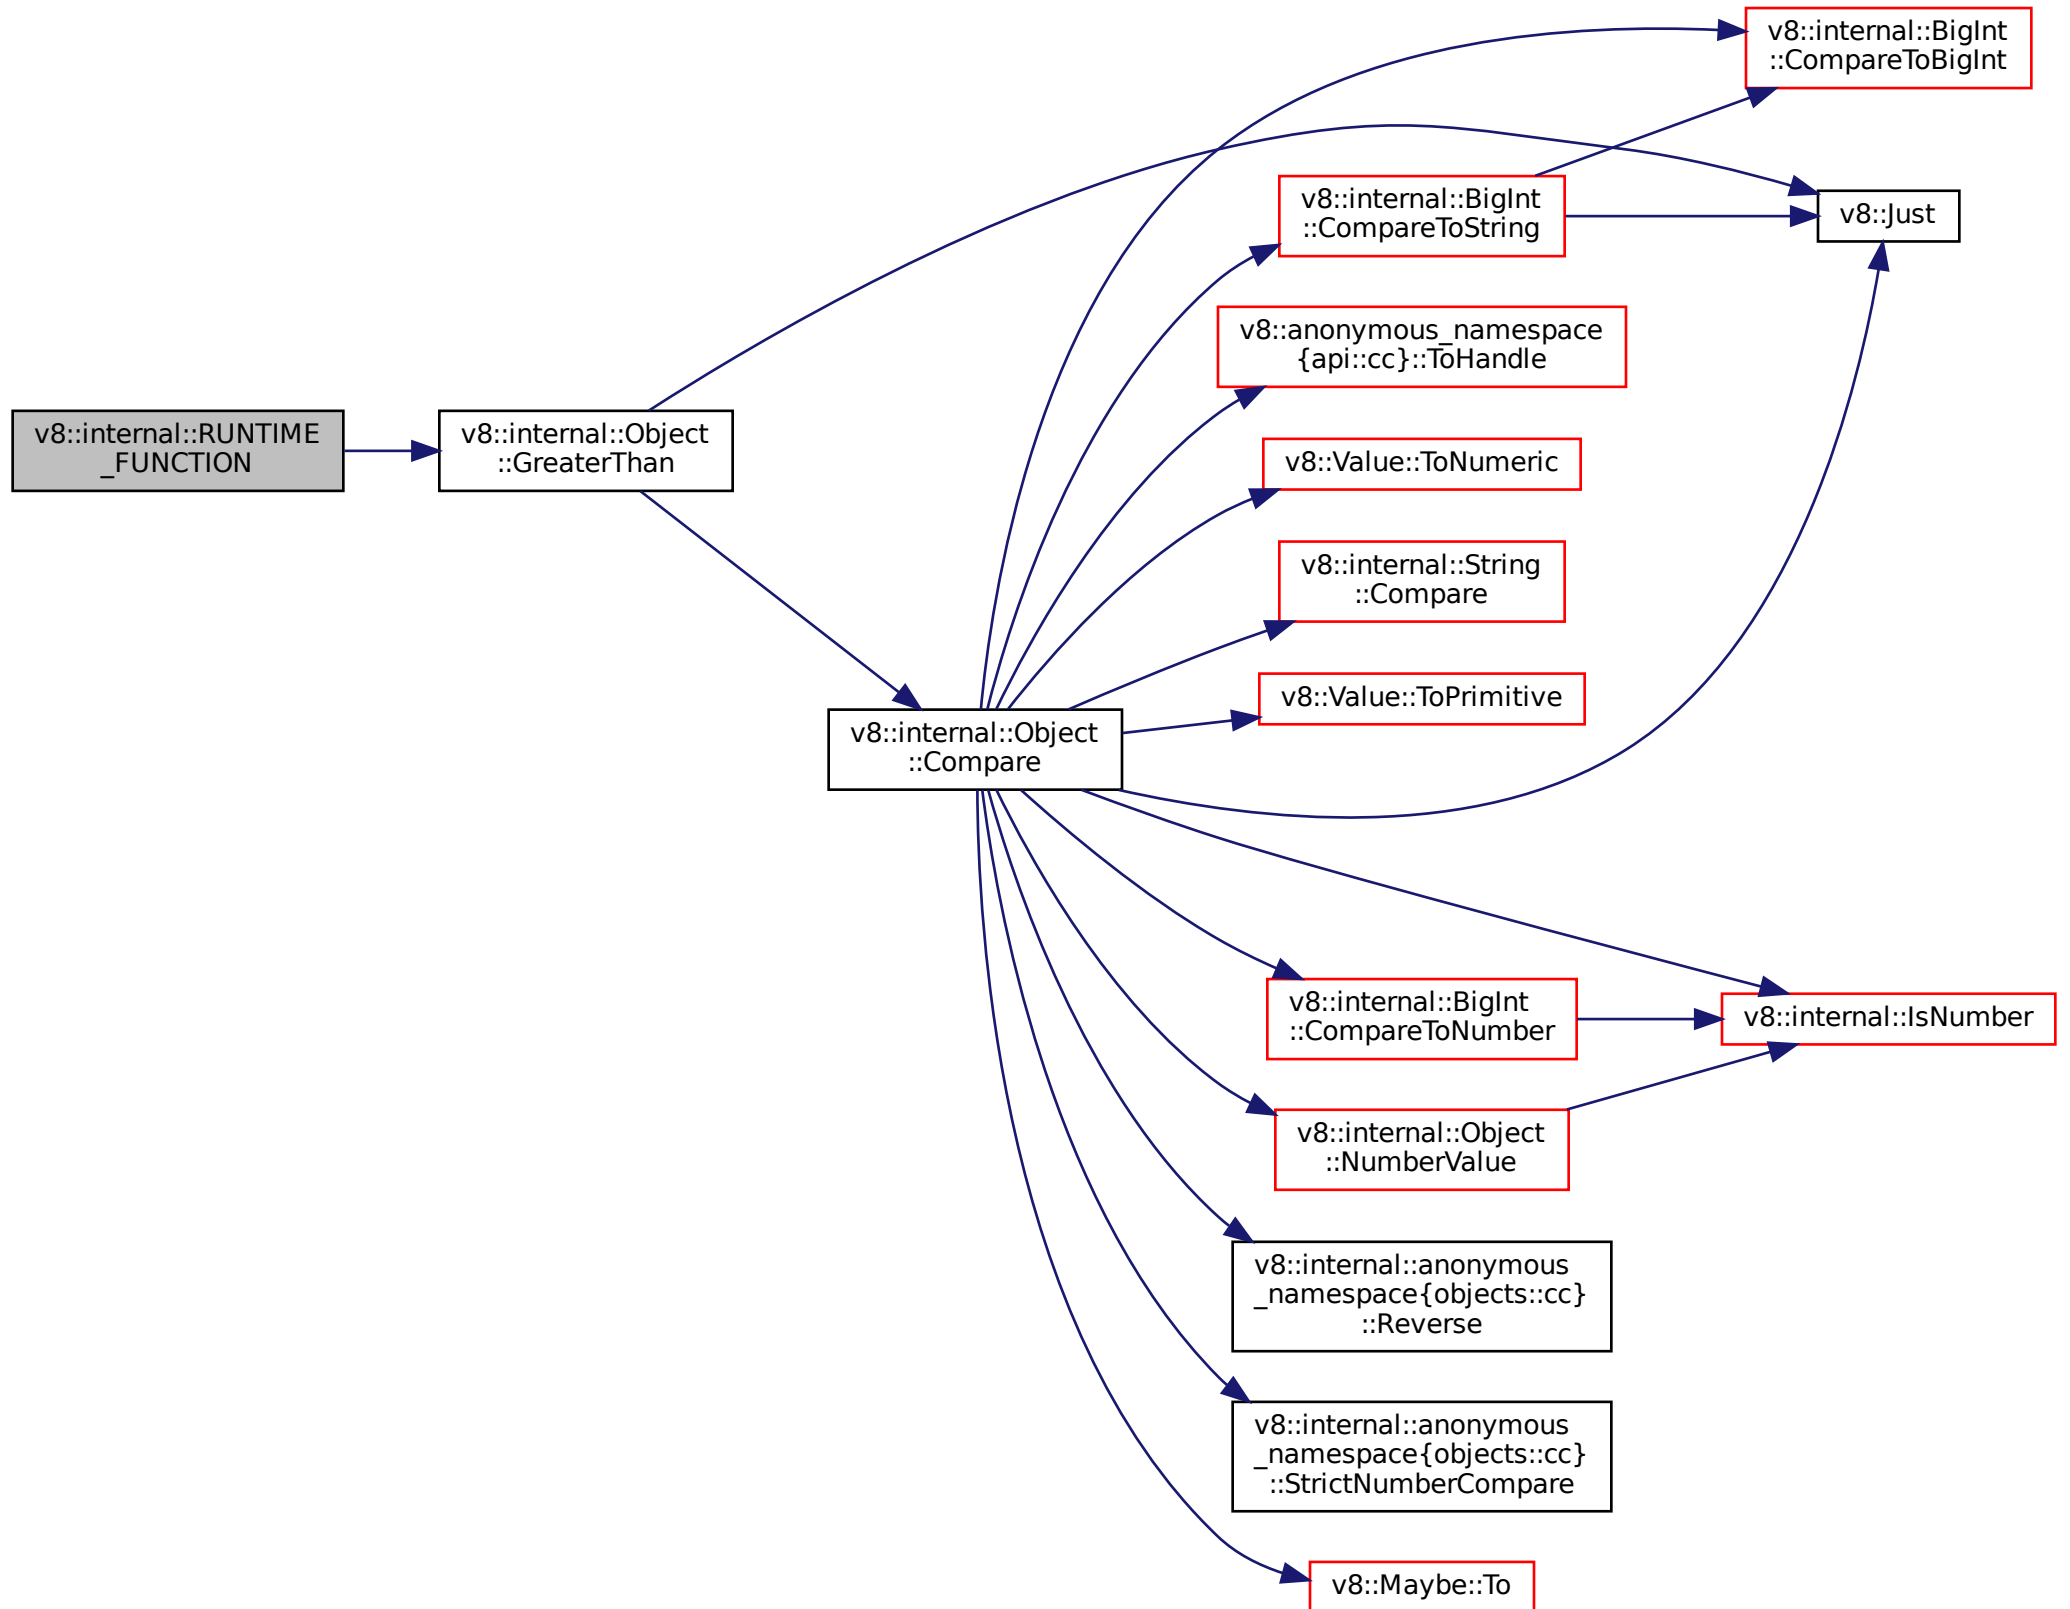 v8::internal::BigInt
::CompareToBigInt
v8::internal::BigInt
::CompareToString
v8::Just
v8::anonymous_namespace
{api::cc}::ToHandle
v8::internal::RUNTIME
_FUNCTION
v8::internal::Object
::GreaterThan
v8::Value::ToNumeric
v8::internal::String
::Compare
v8::Value::ToPrimitive
v8::internal::Object
::Compare
v8::internal::BigInt
::CompareToNumber
v8::internal::IsNumber
v8::internal::Object
::NumberValue
v8::internal::anonymous
_namespace{objects::cc}
::Reverse
v8::internal::anonymous
_namespace{objects::cc}
::StrictNumberCompare
v8::Maybe::To